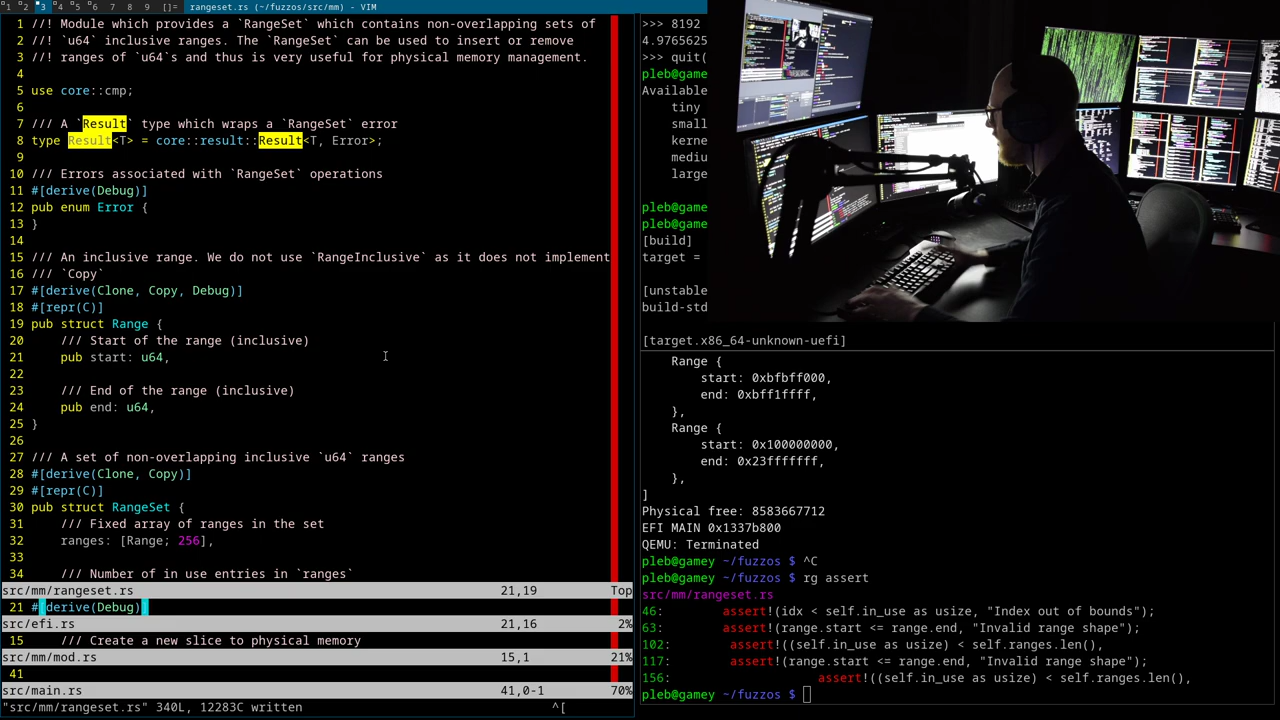 1 2 3 4 5 6 7 8 9 []= rangeset.rs (~/fuzzos/src/mm) - VIM
1 //! Module which provides a `RangeSet` which contains non-overlapping sets of
2 //! `u64` inclusive ranges. The `RangeSet` can be used to insert or remove
3 //! ranges of `u64`s and thus is very useful for physical memory management.
4
5 use core::cmp;
6
7 /// A `Result` type which wraps a `RangeSet` error
8 type Result<T> = core::result::Result<T, Error>;
9
10 /// Errors associated with `RangeSet` operations
11 #[derive(Debug)]
12 pub enum Error {
13 }
14
15 /// An inclusive range. We do not use `RangeInclusive` as it does not implement
16 /// `Copy`
17 #[derive(Clone, Copy, Debug)]
18 #[repr(C)]
19 pub struct Range {
20     /// Start of the range (inclusive)
21     pub start: u64,
22
23     /// End of the range (inclusive)
24     pub end: u64,
25 }
26
27 /// A set of non-overlapping inclusive `u64` ranges
28 #[derive(Clone, Copy)]
29 #[repr(C)]
30 pub struct RangeSet {
31     /// Fixed array of ranges in the set
32     ranges: [Range; 256],
33
34     /// Number of in use entries in `ranges`
src/mm/rangeset.rs 21,19 Top
21 #[derive(Debug)]
src/efi.rs 21,16 2%
15     /// Create a new slice to physical memory
src/mm/mod.rs 15,1 21%
41
src/main.rs 41,0-1 70%
"src/mm/rangeset.rs" 340L, 12283C written ^[
>>> 8192
4.9765625
>>> quit(
pleb@game
Available
tiny
small
kerne
mediu
large
pleb@game
pleb@game
[build]
target =
[unstable
build-std
[target.x86_64-unknown-uefi]
Range {
start: 0xbfbff000,
end: 0xbff1ffff,
},
Range {
start: 0x100000000,
end: 0x23fffffff,
},
]
Physical free: 8583667712
EFI MAIN 0x1337b800
QEMU: Terminated
pleb@gamey ~/fuzzos $ ^C
pleb@gamey ~/fuzzos $ rg assert
src/mm/rangeset.rs
46:        assert!(idx < self.in_use as usize, "Index out of bounds");
63:        assert!(range.start <= range.end, "Invalid range shape");
102:        assert!((self.in_use as usize) < self.ranges.len(),
117:        assert!(range.start <= range.end, "Invalid range shape");
156:                    assert!((self.in_use as usize) < self.ranges.len(),
pleb@gamey ~/fuzzos $